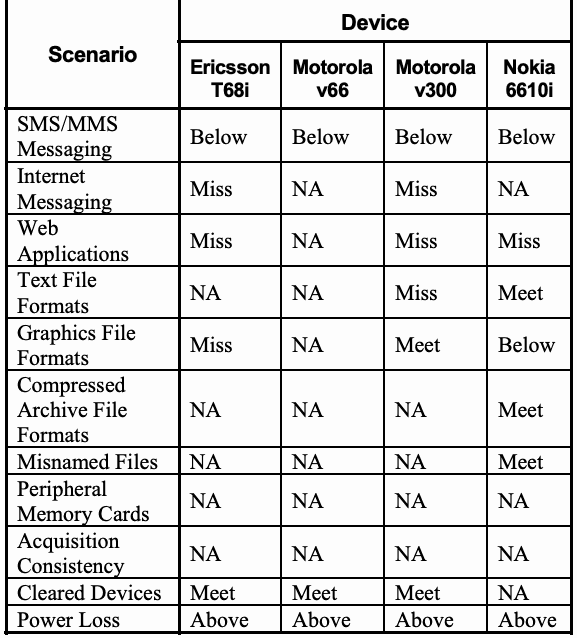 Scenario Device
Ericsson T68i Motorola v66 Motorola v300 Nokia 6610i
SMS/MMS Messaging Below Below Below Below
Internet Messaging Miss NA Miss NA
Web Applications Miss NA Miss Miss
Text File Formats NA NA Miss Meet
Graphics File Formats Miss NA Meet Below
Compressed Archive File Formats NA NA NA Meet
Misnamed Files NA NA NA Meet
Peripheral Memory Cards NA NA NA NA
Acquisition Consistency NA NA NA NA
Cleared Devices Meet Meet Meet NA
Power Loss Above Above Above Above